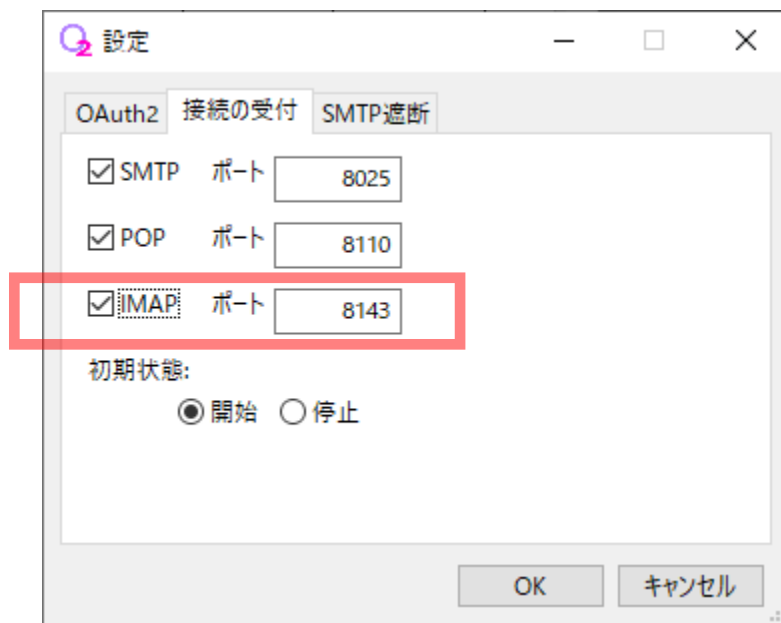 設定
OAuth2 接続の受付 SMTP遮断
SMTP ポート 8025
POP ポート 8110
IMAP ポート 8143
初期状態:
開始 停止
OK キャンセル